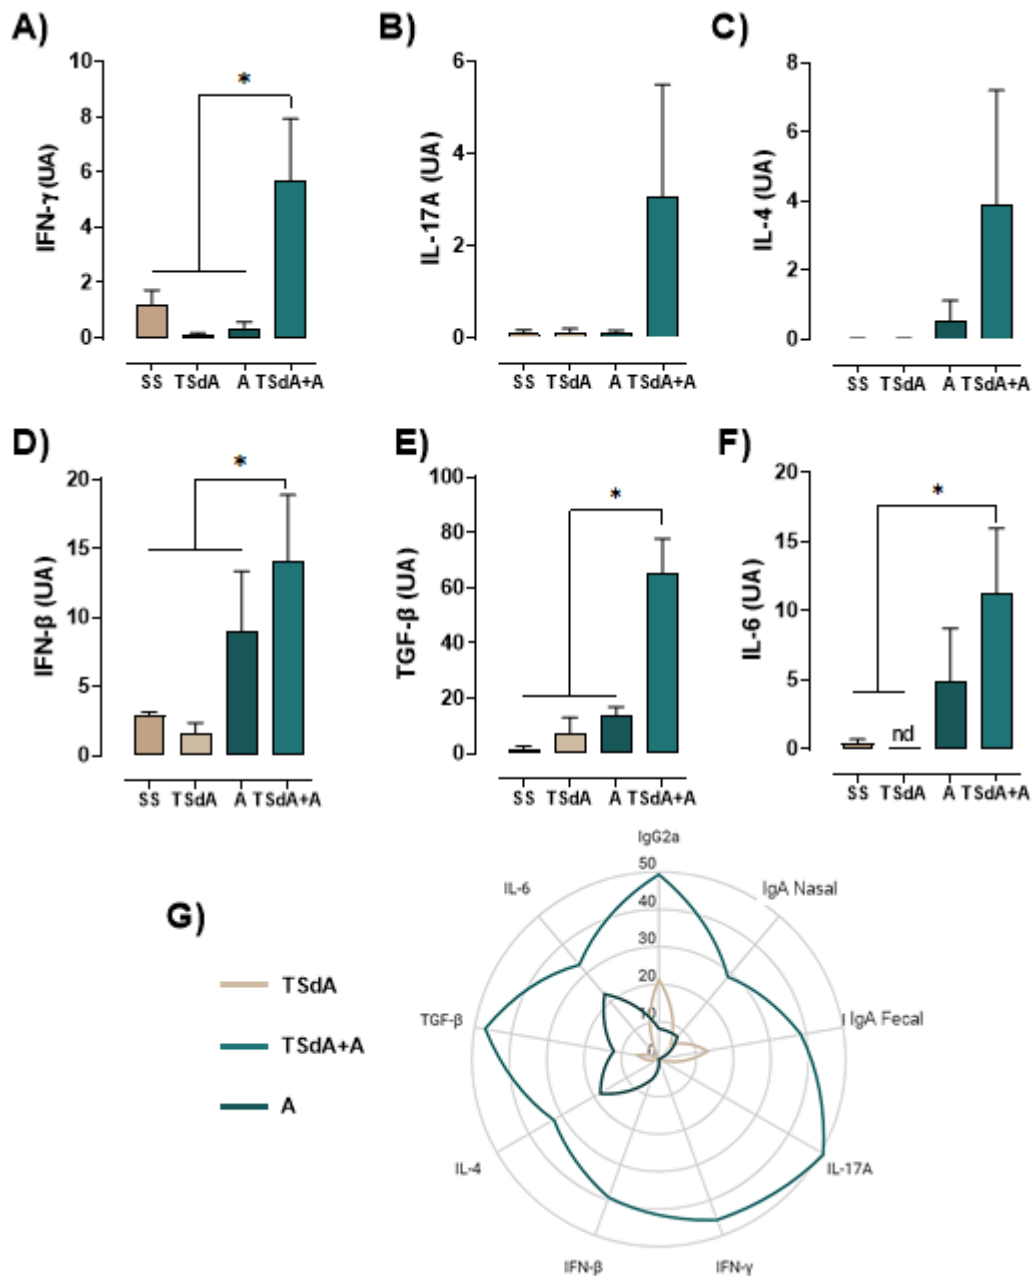 A)
B)
C)
IFN-γ (UA)
10
8
6
4
2
0
*
SS TSdA A TSdA+A
IL-17A (UA)
6
4
2
0
SS TSdA A TSdA+A
IL-4 (UA)
8
6
4
2
0
SS TSdA A TSdA+A
D)
E)
F)
IFN-β (UA)
20
15
10
5
0
*
SS TSdA A TSdA+A
TGF-β (UA)
100
80
60
40
20
0
*
SS TSdA A TSdA+A
IL-6 (UA)
20
15
10
5
0
*
nd
SS TSdA A TSdA+A
G)
TSdA
TSdA+A
A
IgG2a
IgA Nasal
IgA Fecal
IL-17A
IFN-γ
IFN-β
IL-4
TGF-β
IL-6
50
40
30
20
10
0